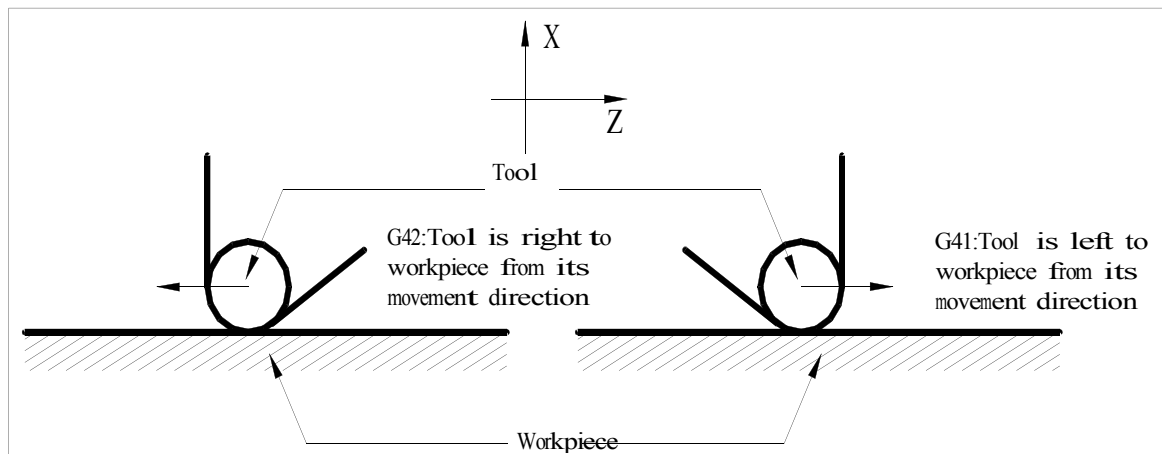 X
Z
Tool
G42:Tool is right to
workpiece from its
movement direction
G41:Tool is left to
workpiece from its
movement direction
Workpiece